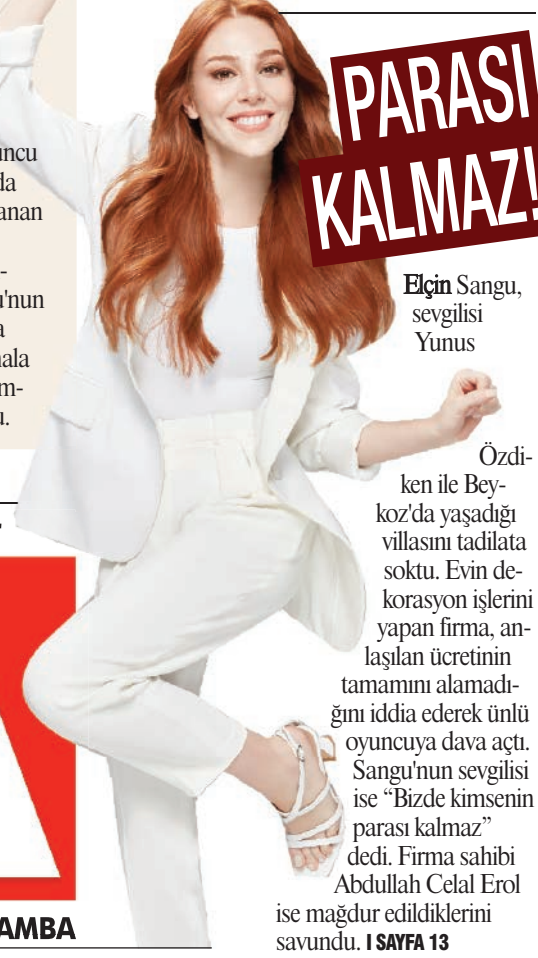 PARASI
KALMAZ!
Elçin Sangu,
sevgilisi
Yunus
Özdi-
ken ile Bey-
koz'da yaşadığı
villasını tadilata
soktu. Evin de-
korasyon işlerini
yapan firma, an-
laşılan ücretinin
tamamını alamadı-
ğını iddia ederek ünlü
oyuncuya dava açtı.
Sangu'nun sevgilisi
ise “Bizde kimsenin
parası kalmaz”
dedi. Firma sahibi
Abdullah Celal Erol
ise mağdur edildiklerini
savundu. I SAYFA 13